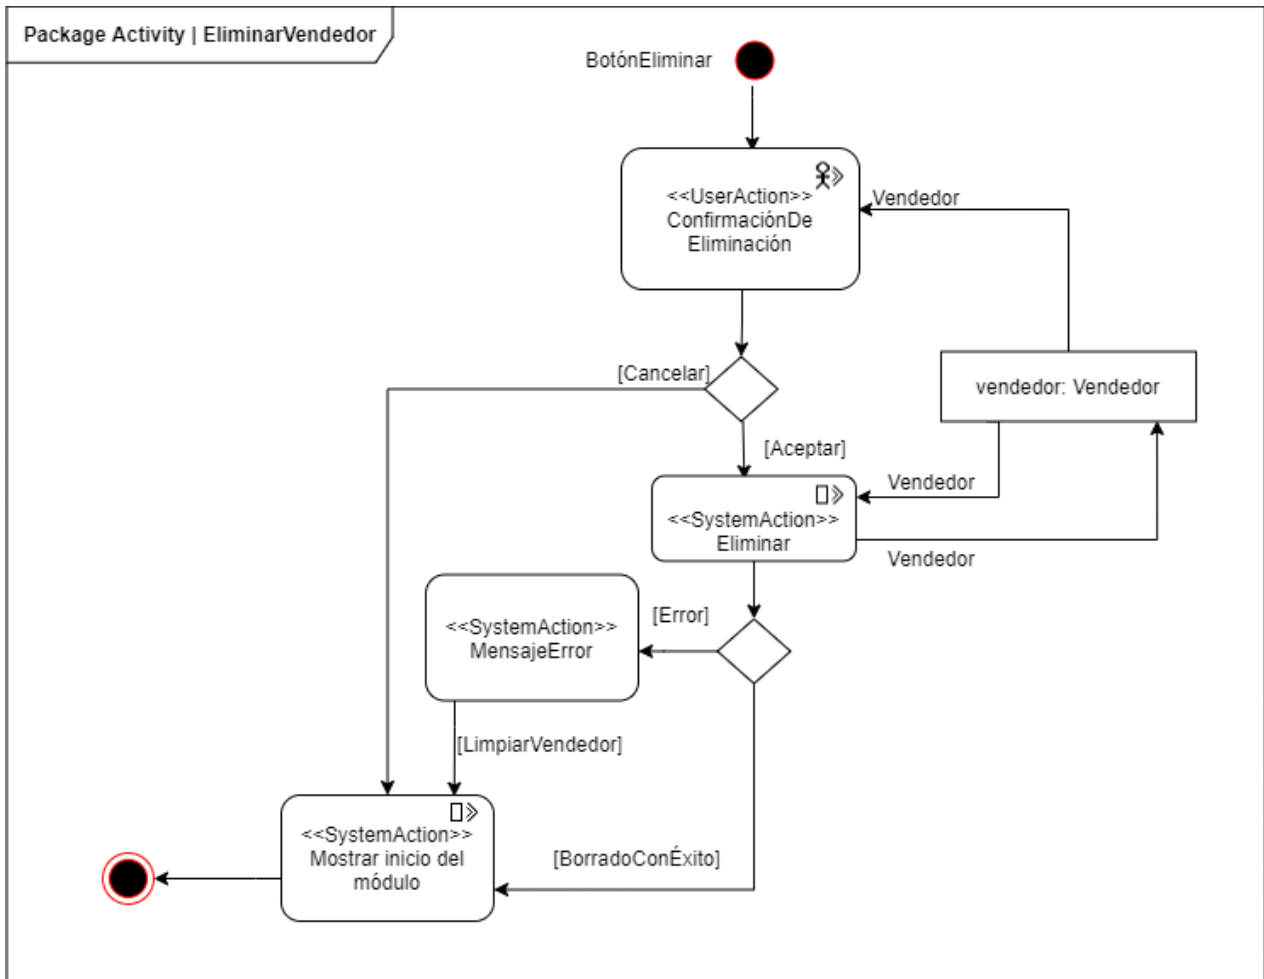 Package Activity | EliminarVendedor
BotónEliminar
<<UserAction>>
ConfirmaciónDe
Eliminación
Vendedor
[Cancelar]
vendedor: Vendedor
[Aceptar]
Vendedor
<<SystemAction>>
Eliminar
Vendedor
[Error]
<<SystemAction>>
MensajeError
[LimpiarVendedor]
<<SystemAction>>
Mostrar inicio del
módulo
[BorradoConÉxito]